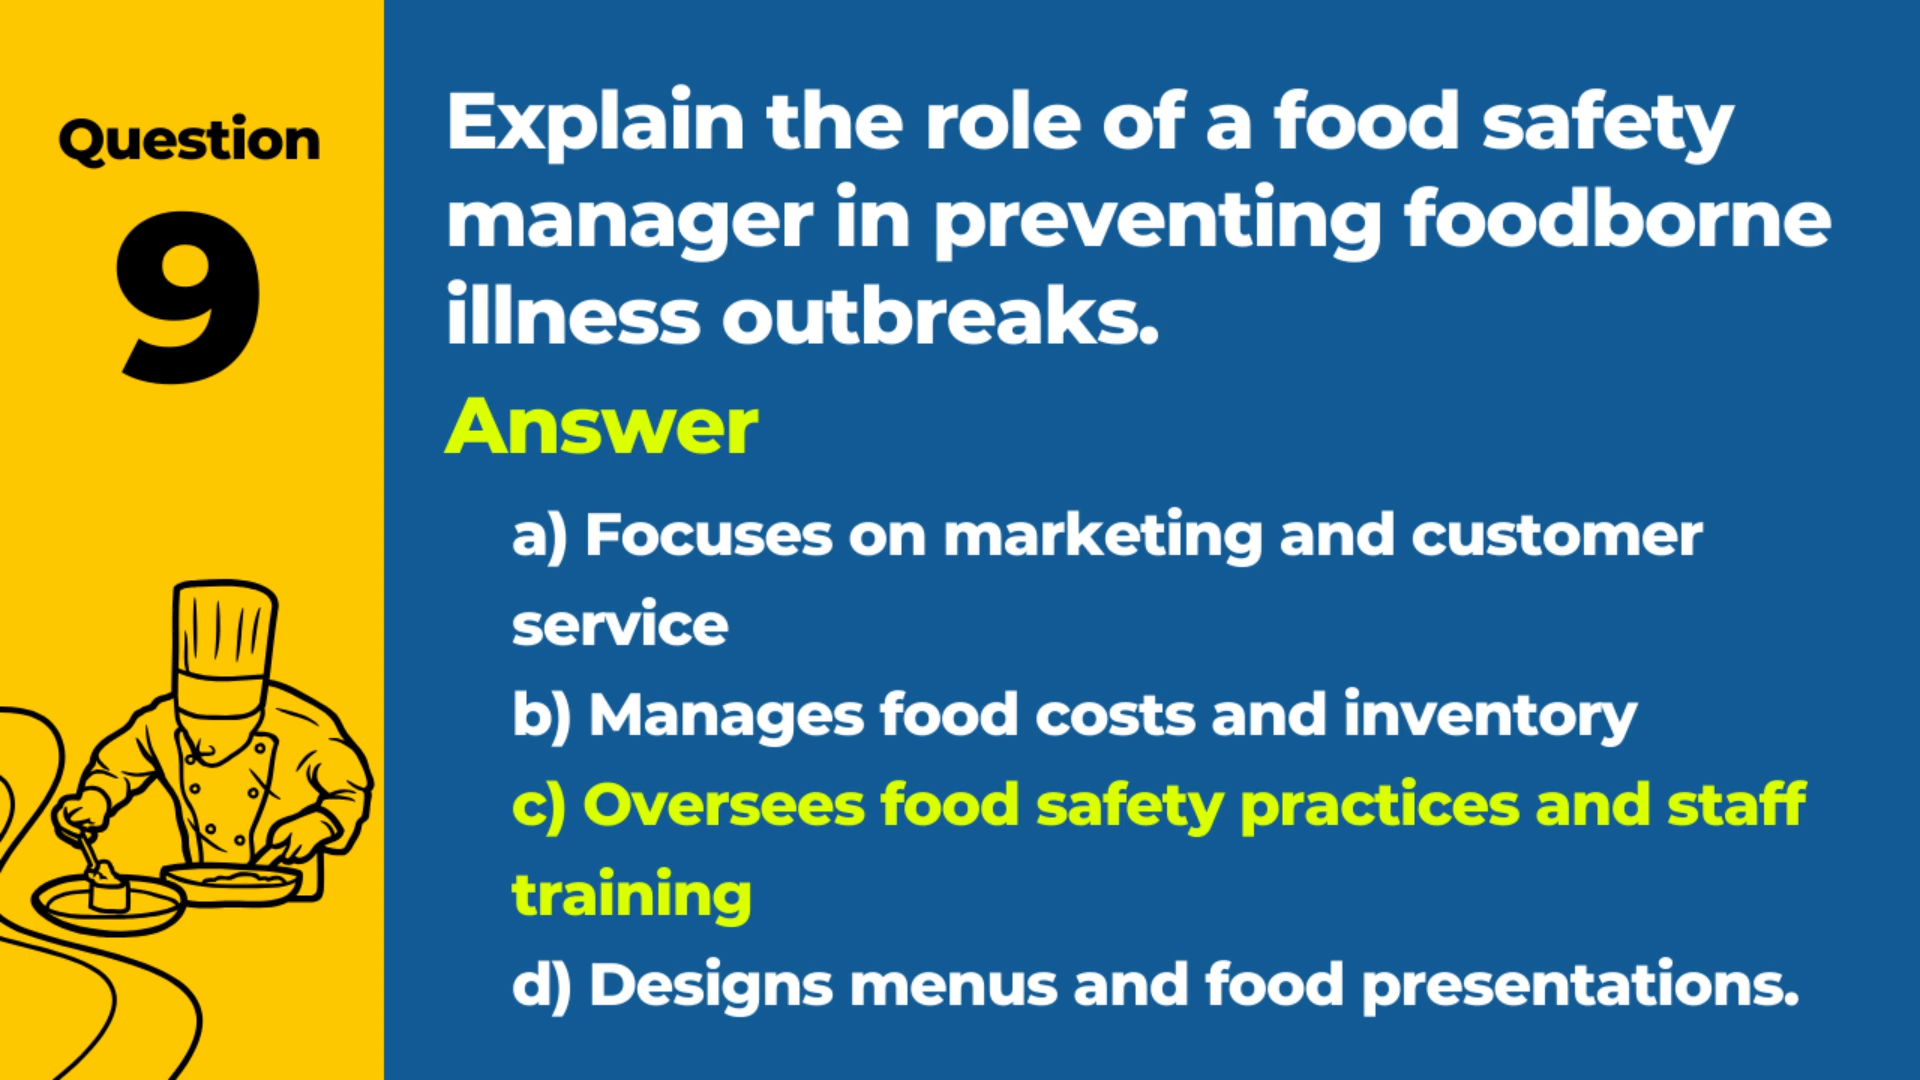 Question
9
Explain the role of a food safety
manager in preventing foodborne
illness outbreaks.
Answer
a) Focuses on marketing and customer
service
b) Manages food costs and inventory
c) Oversees food safety practices and staff
training
d) Designs menus and food presentations.